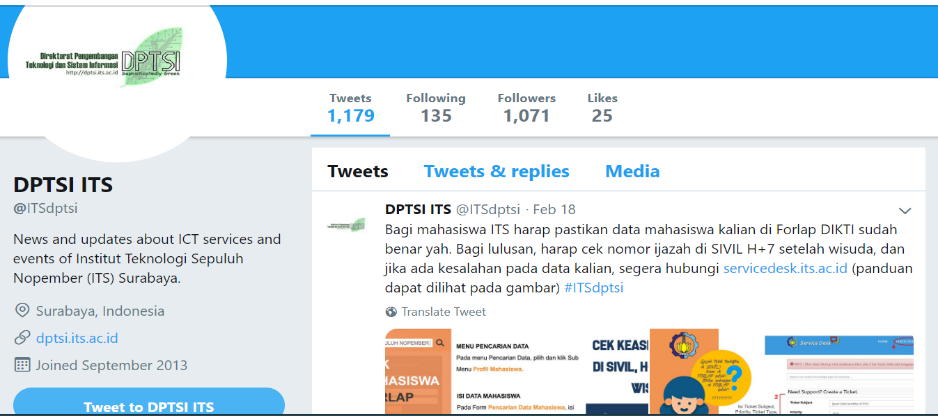 Direktorat Pengembangan
Teknologi dan Sistem Informasi
http://dptsi.its.ac.id
DPTSI
Tweets
1,179
Following
135
Followers
1,071
Likes
25
DPTSI ITS
@ITSdptsi
News and updates about ICT services and
events of Institut Teknologi Sepuluh
Nopember (ITS) Surabaya.
Surabaya, Indonesia
dptsi.its.ac.id
Joined September 2013
Tweet to DPTSI ITS
Tweets Tweets & replies Media
DPTSI ITS @ITSdptsi · Feb 18
Bagi mahasiswa ITS harap pastikan data mahasiswa kalian di Forlap DIKTI sudah
benar yah. Bagi lulusan, harap cek nomor ijazah di SIVIL H+7 setelah wisuda, dan
jika ada kesalahan pada data kalian, segera hubungi servicedesk.its.ac.id (panduan
dapat dilihat pada gambar) #ITSdptsi
Translate Tweet
ULUH NOPEMBER
AHASISWA
RLAP
MENU PENCARIAN DATA
Pada menu Pencarian Data, pilih dan klik Sub
Menu Profil Mahasiswa.
ISI DATA MAHASISWA
Pada Form Pencarian Data Mahasiswa, isi
CEK KEAS
DI SIVIL, H
WIS
?
Service Desk
Need Support? Create a Ticket.
Ticket Subject